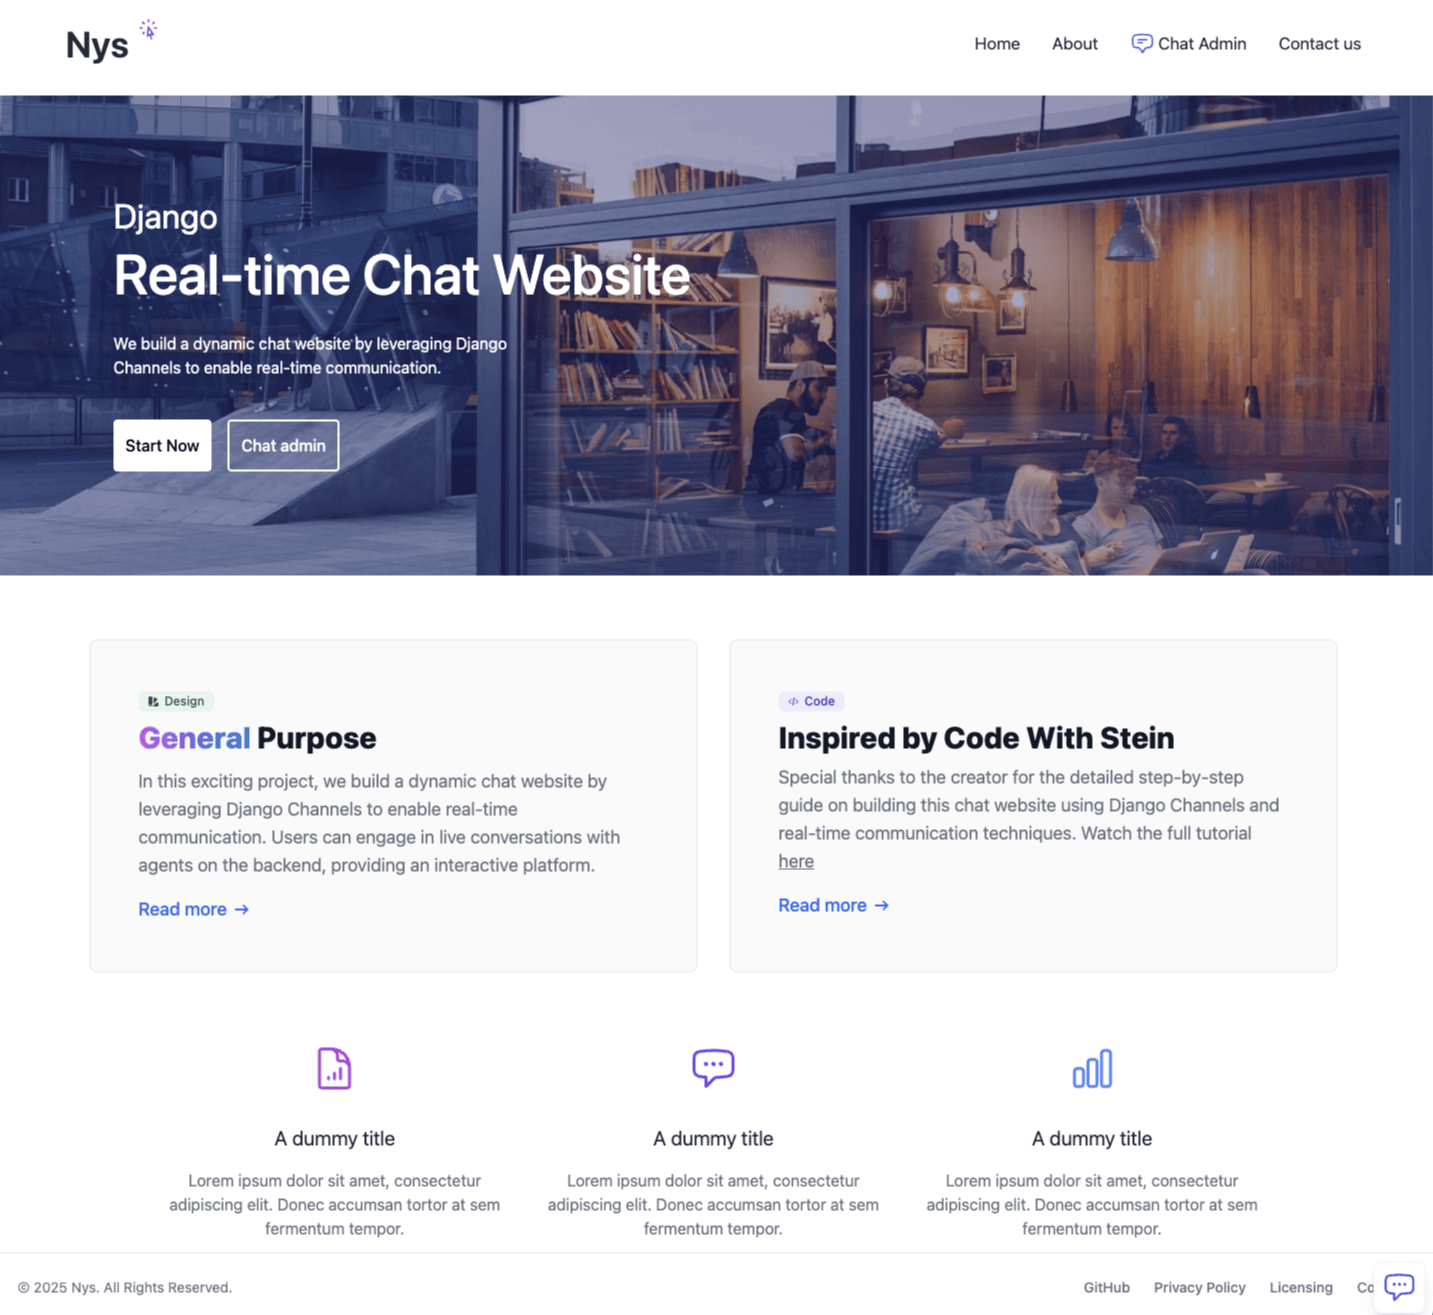 Nys
Home
About
Chat Admin
Contact us
Django
Real-time Chat Website
We build a dynamic chat website by leveraging Django
Channels to enable real-time communication.
Start Now
Chat admin
Design
General Purpose
In this exciting project, we build a dynamic chat website by
leveraging Django Channels to enable real-time
communication. Users can engage in live conversations with
agents on the backend, providing an interactive platform.
Read more →
Code
Inspired by Code With Stein
Special thanks to the creator for the detailed step-by-step
guide on building this chat website using Django Channels and
real-time communication techniques. Watch the full tutorial
here
Read more →
A dummy title
Lorem ipsum dolor sit amet, consectetur
adipiscing elit. Donec accumsan tortor at sem
fermentum tempor.
A dummy title
Lorem ipsum dolor sit amet, consectetur
adipiscing elit. Donec accumsan tortor at sem
fermentum tempor.
A dummy title
Lorem ipsum dolor sit amet, consectetur
adipiscing elit. Donec accumsan tortor at sem
fermentum tempor.
© 2025 Nys. All Rights Reserved.
GitHub
Privacy Policy
Licensing